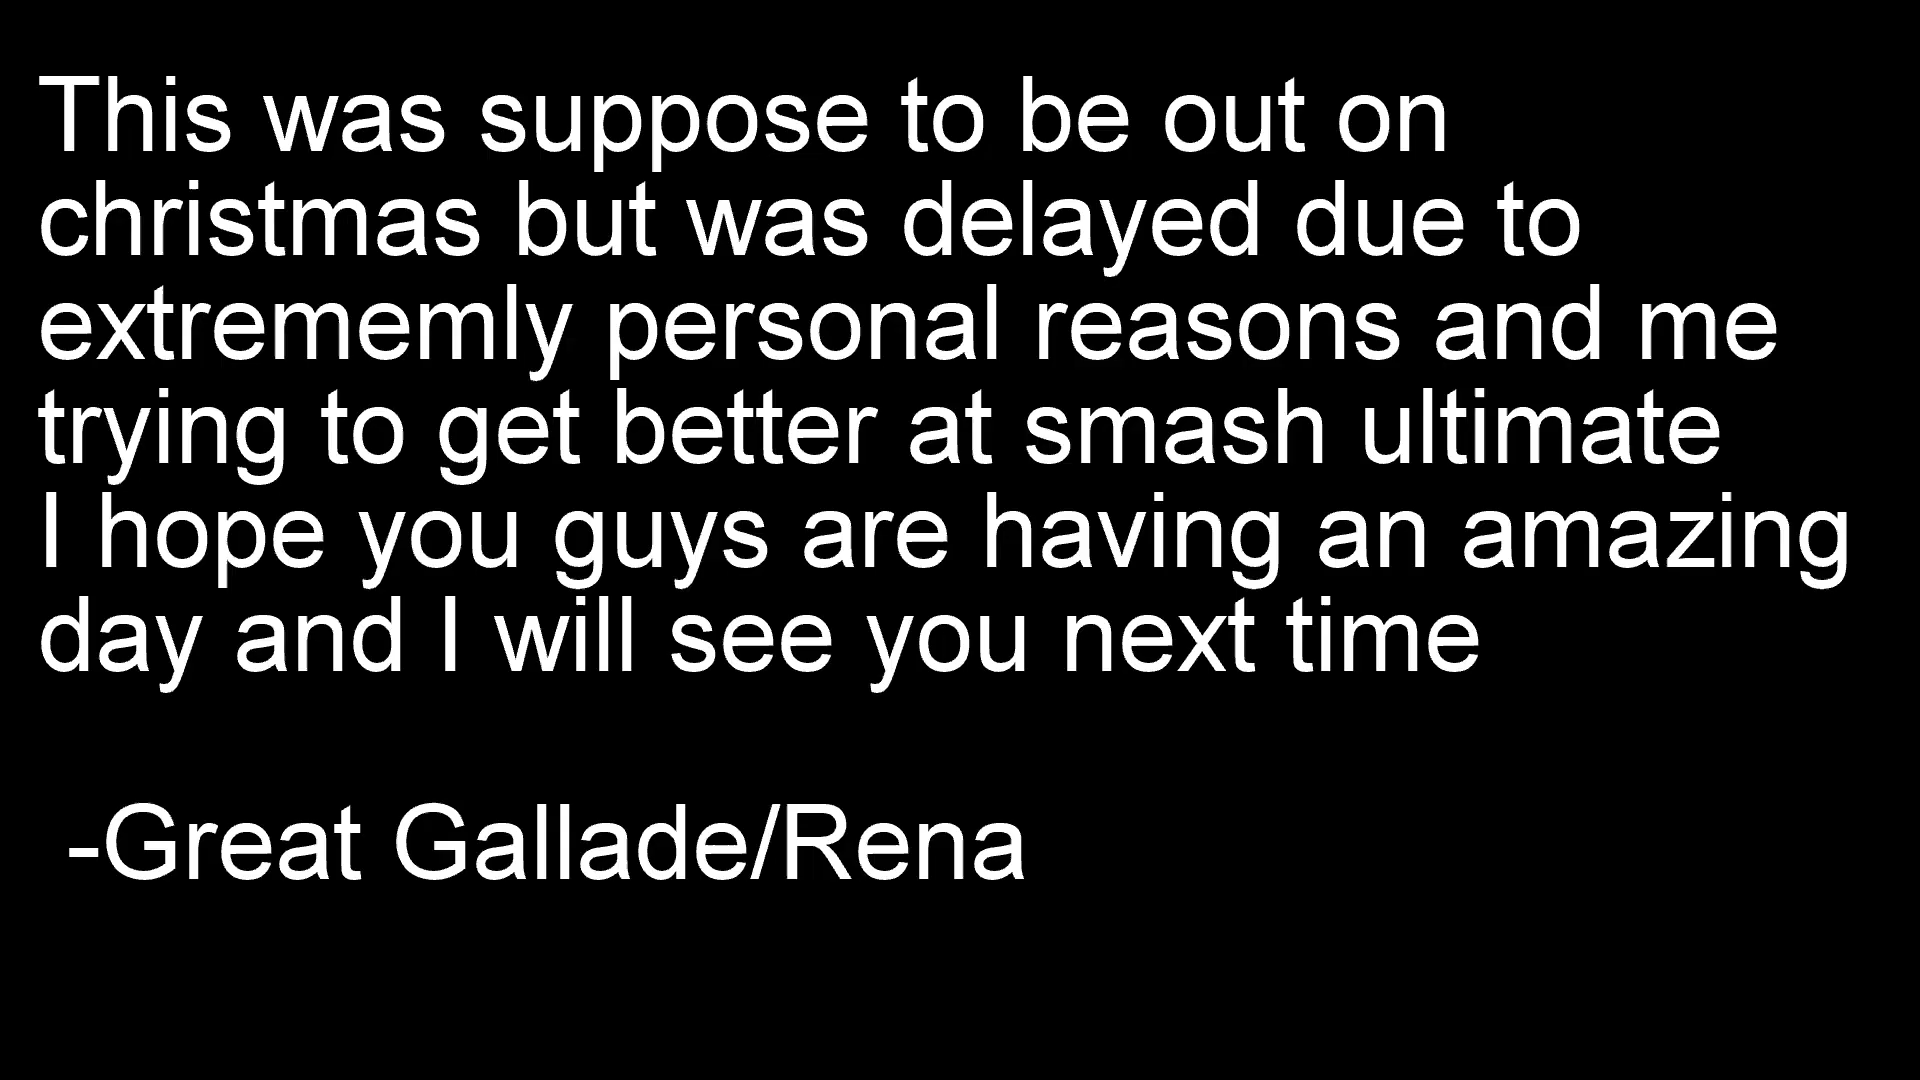 This was suppose to be out on
christmas but was delayed due to
extrememly personal reasons and me
trying to get better at smash ultimate
I hope you guys are having an amazing
day and I will see you next time
-Great Gallade/Rena